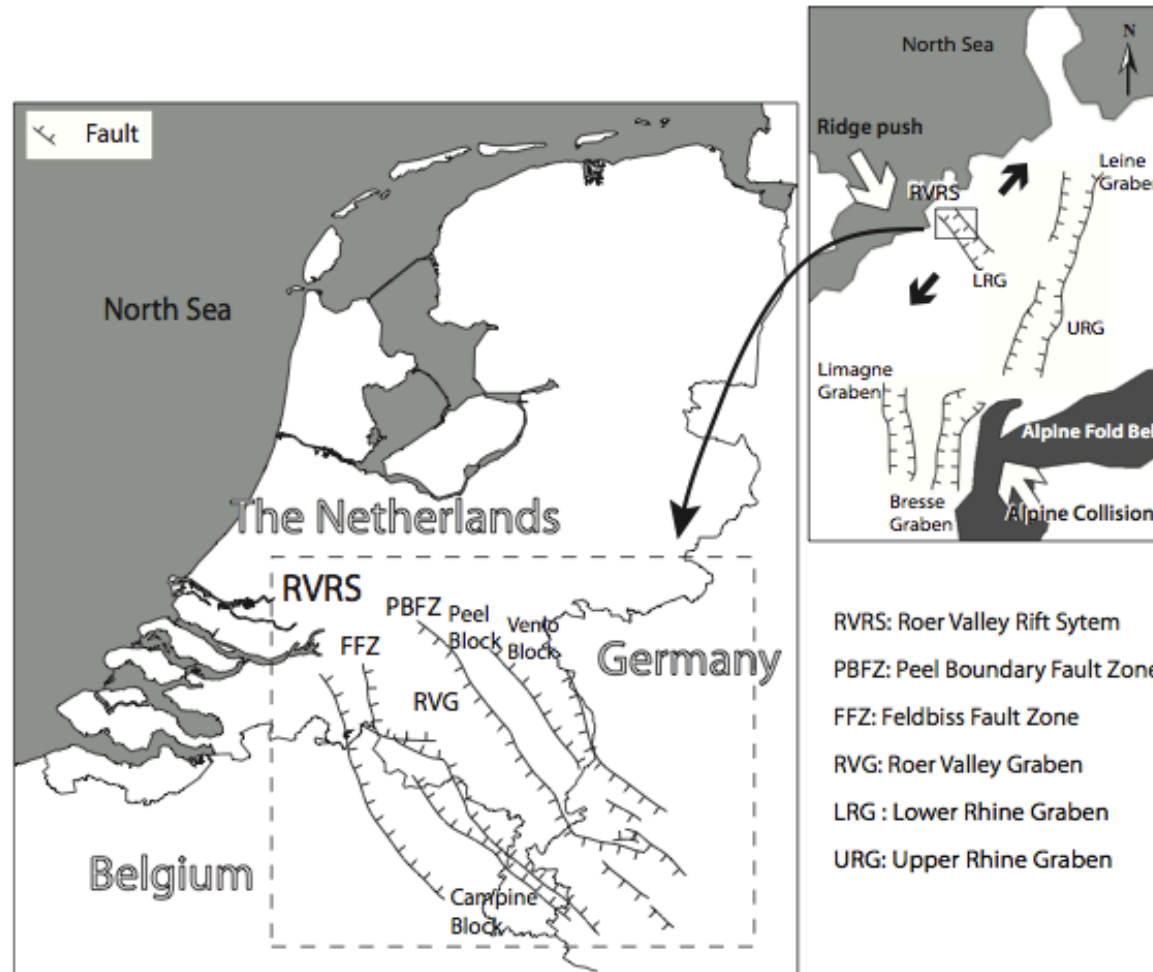 Fault
North Sea
The Netherlands
RVRS
PBFZ
Peel
Block
Venlo
Block
FFZ
Germany
RVG
Belgium
Campine
Block
North Sea
N
Ridge push
Leine
Graben
RVRS
LRG
URG
Limagne
Graben
Alpine Fold Bel
Bresse
Graben
Alpine Collision
RVRS: Roer Valley Rift Sytem
PBFZ: Peel Boundary Fault Zone
FFZ: Feldbiss Fault Zone
RVG: Roer Valley Graben
LRG : Lower Rhine Graben
URG: Upper Rhine Graben